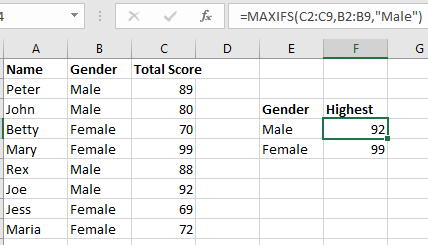 4 fx =MAXIFS(C2:C9,B2:B9,"Male")
A B C D E F G
Name Gender Total Score
Peter Male 89
John Male 80 Gender Highest
Betty Female 70 Male 92
Mary Female 99 Female 99
Rex Male 88
Joe Male 92
Jess Female 69
Maria Female 72